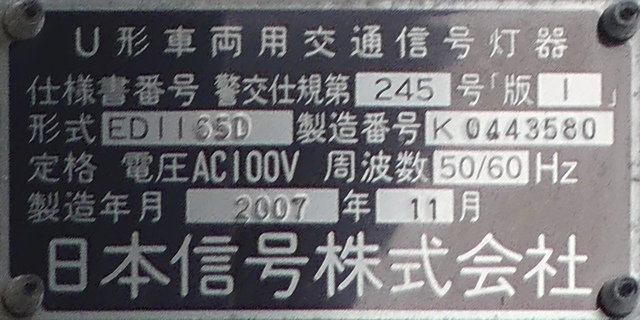 U形車両用交通信号灯器
仕様書番号 警交仕規第 245 号「版 1」
形式 ED1165D 製造番号 K 0443580
定格 電圧AC100V 周波数 50/60 Hz
製造年月 2007 年 11 月
日本信号株式会社